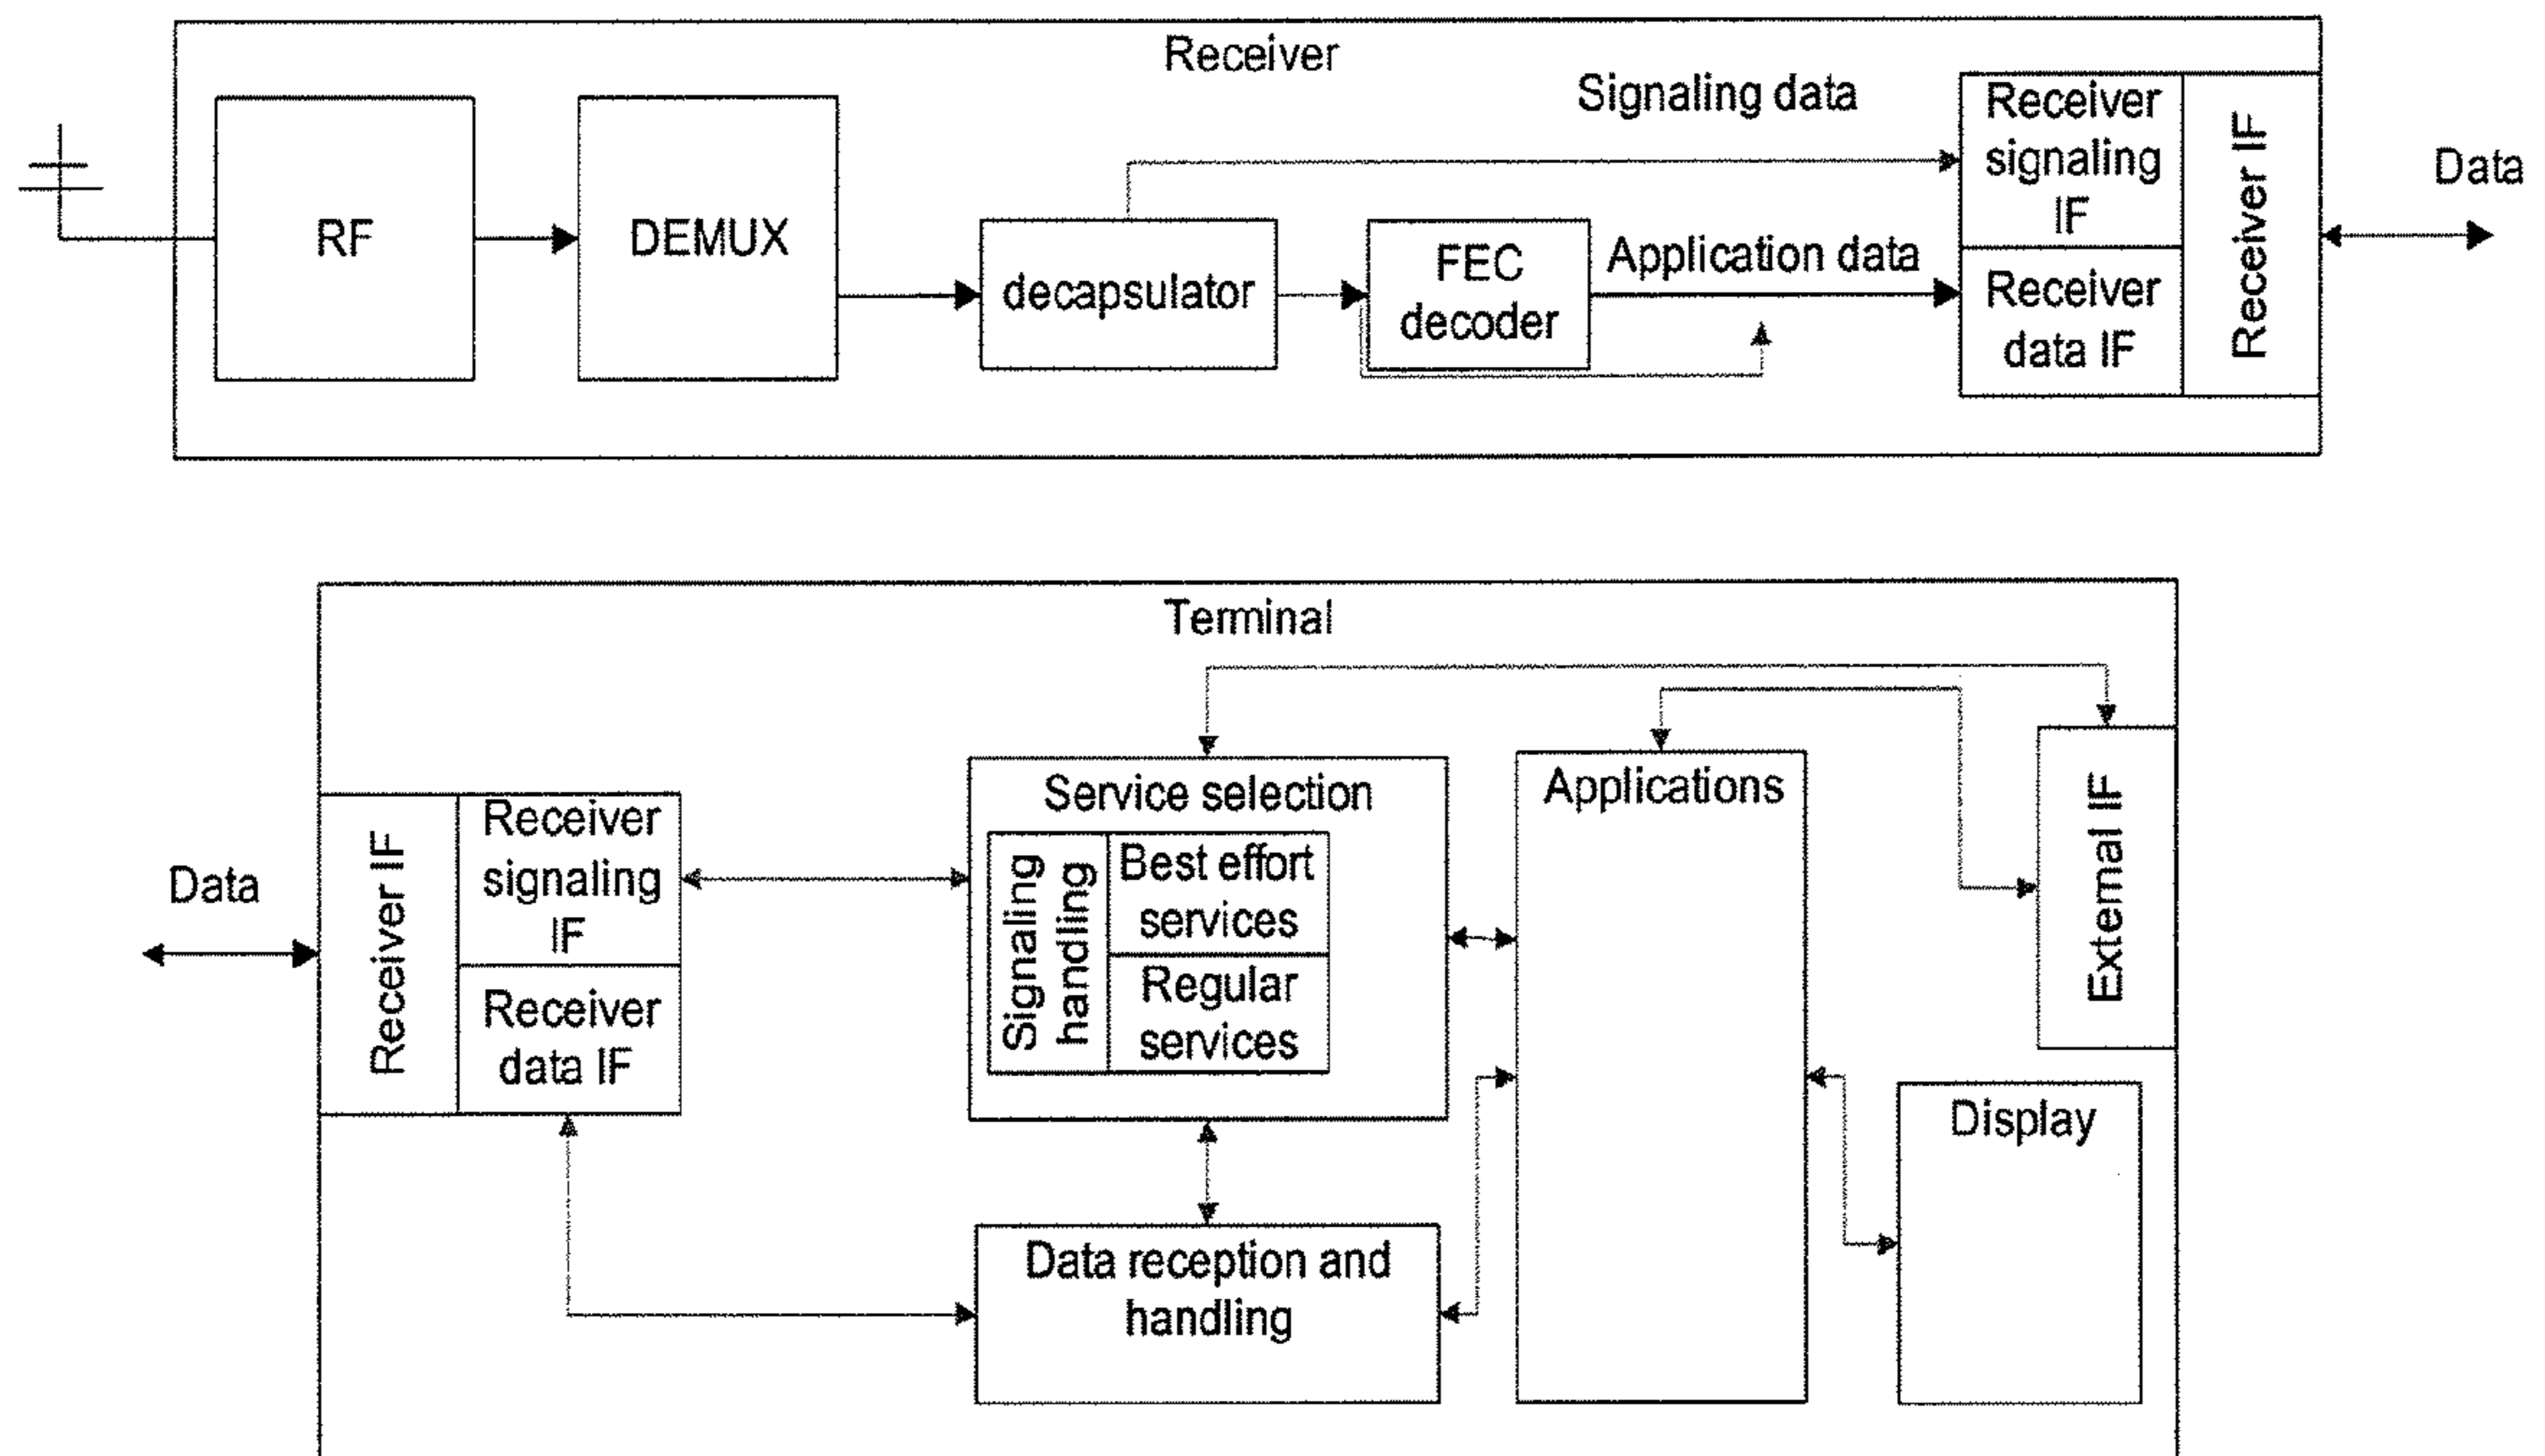 Receiver
RF
DEMUX
decapsulator
FEC
decoder
Signaling data
Application data
Receiver
signaling
IF
Receiver
data IF
Receiver IF
Data
Terminal
Data
Receiver IF
Receiver
signaling
IF
Receiver
data IF
Service selection
Signaling
handling
Best effort
services
Regular
services
Data reception and
handling
Applications
External IF
Display